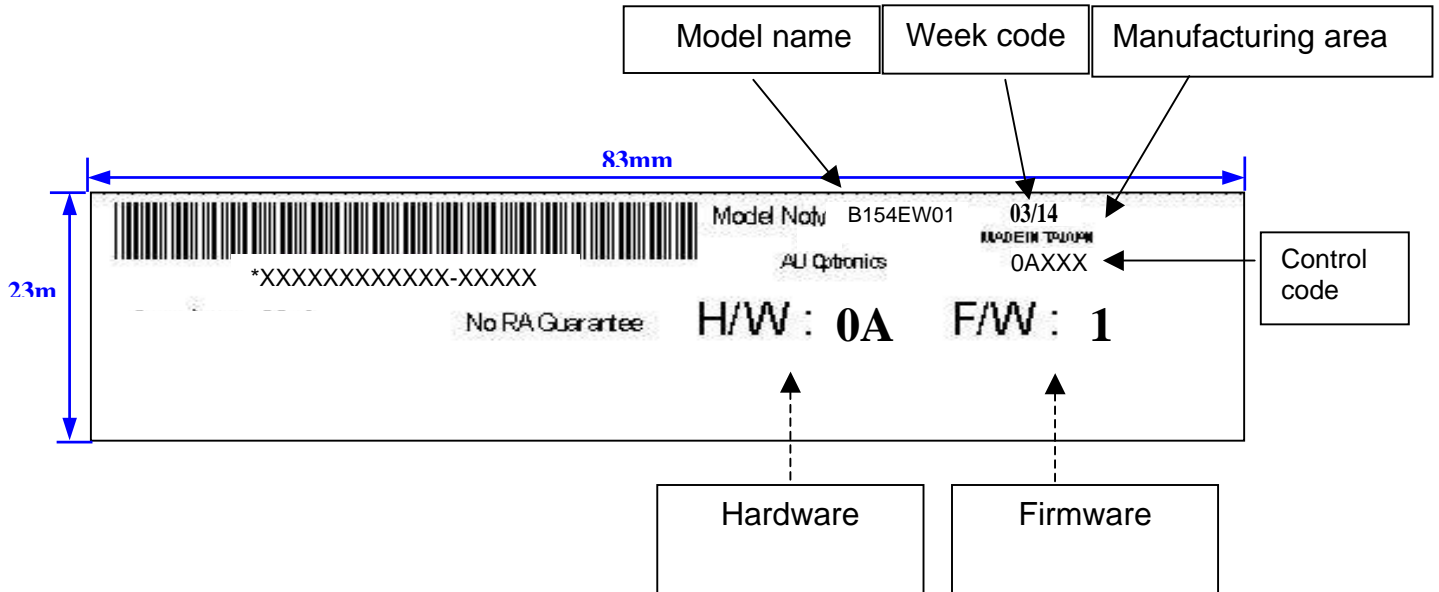 Model name
Week code
Manufacturing area
83mm
23m
Model No B154EW01 03/14
MADE IN TAIWAN
*XXXXXXXXXXXX-XXXXX
AU Optronics 0AXXX
Control
code
No RA Guarantee H/W : 0A F/W : 1
Hardware
Firmware